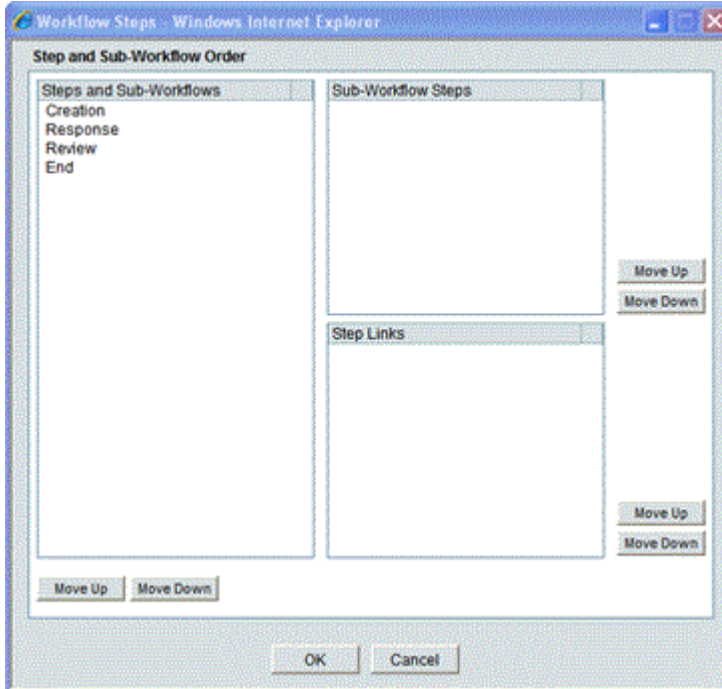 Workflow Steps - Windows Internet Explorer
Step and Sub-Workflow Order
Steps and Sub-Workflows
Creation
Response
Review
End
Sub-Workflow Steps
Move Up
Move Down
Step Links
Move Up
Move Down
Move Up Move Down
OK Cancel